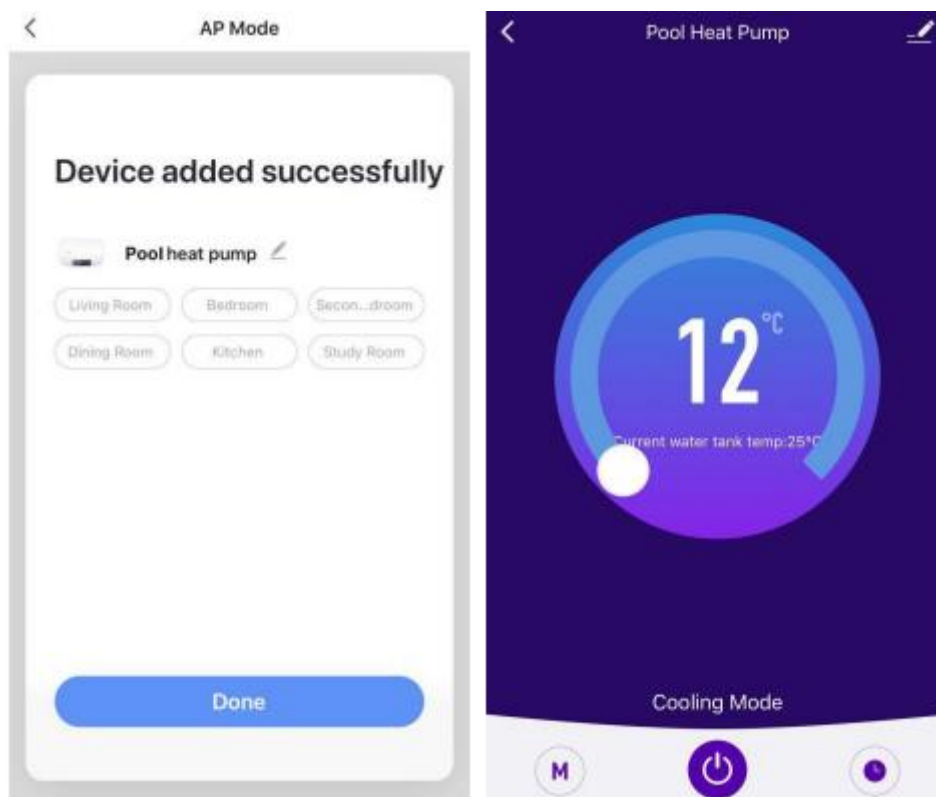 AP Mode
Device added successfully
Pool heat pump
Living Room Bedroom Secon...droom
Dining Room Kitchen Study Room
Done
Pool Heat Pump
12°C
Current water tank temp:25°C
Cooling Mode
M